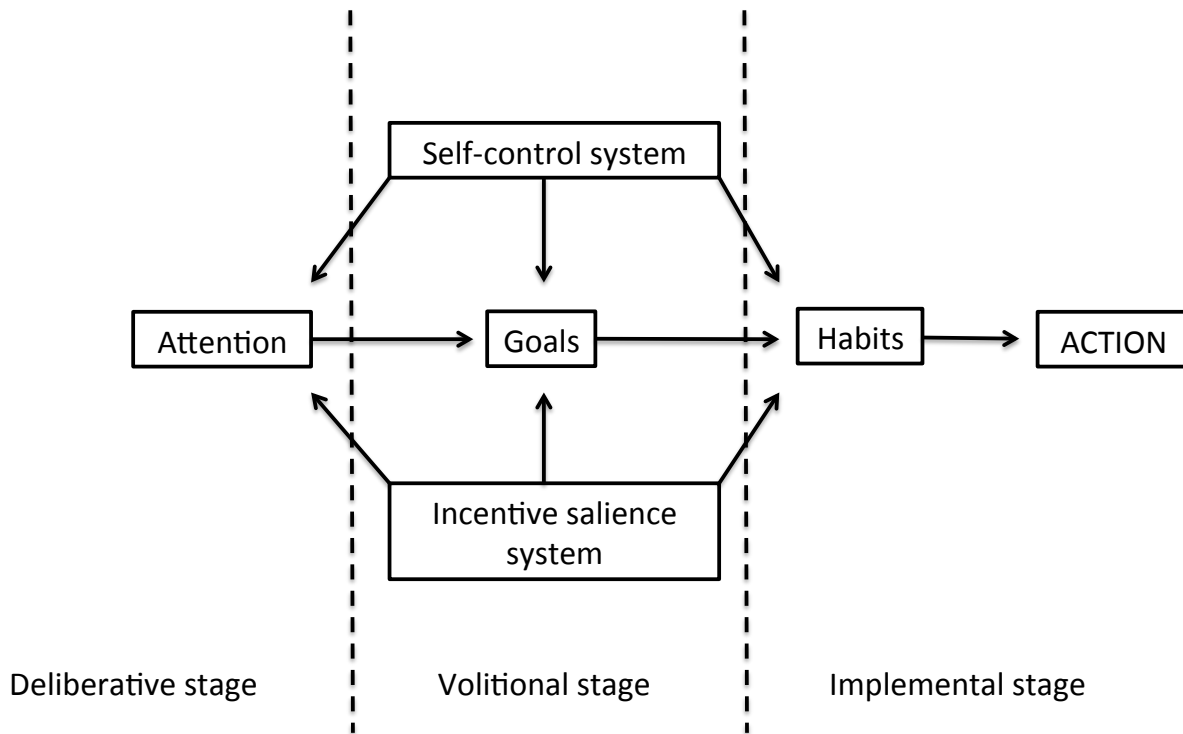 Self-control system
Attention
Goals
Habits
ACTION
Incentive salience
system
Deliberative stage
Volitional stage
Implemental stage